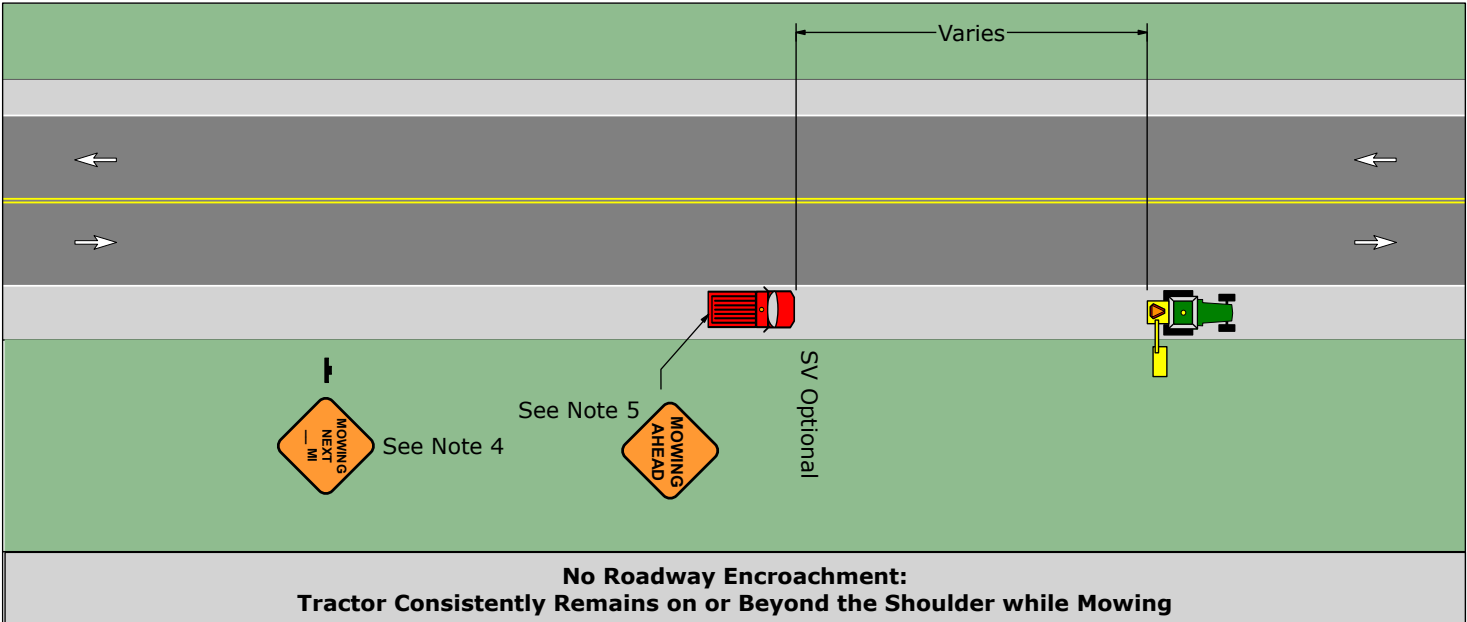 Varies
SV Optional
See Note 5
MOWING
AHEAD
MOWING
NEXT
__ MI
See Note 4
No Roadway Encroachment:
Tractor Consistently Remains on or Beyond the Shoulder while Mowing